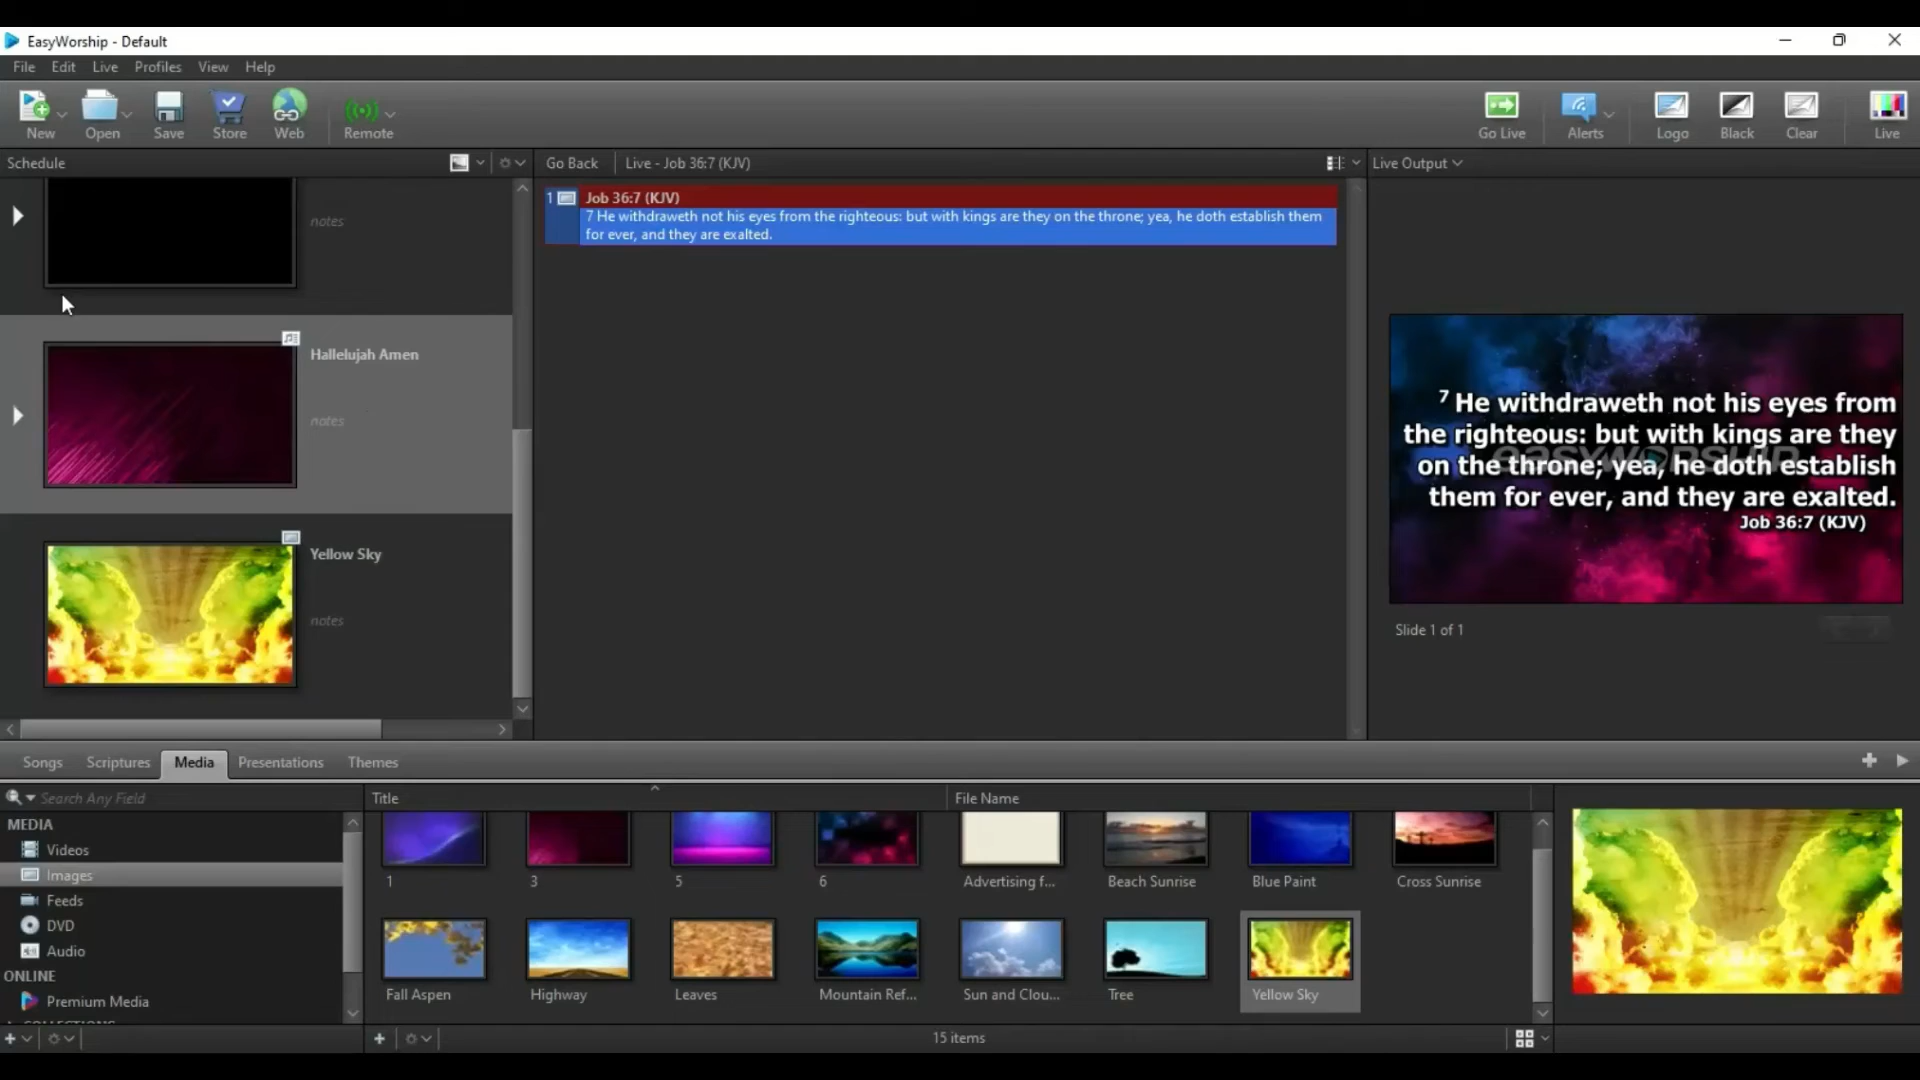 EasyWorship - Default
File Edit Live Profiles View Help
New Open Save Store Web Remote Go Live Alerts Logo Black Clear Live
Schedule Go Back Live - Job 36:7 (KJV) Live Output
notes
Hallelujah Amen
notes
Yellow Sky
notes
1 Job 36:7 (KJV)
7 He withdraweth not his eyes from the righteous: but with kings are they on the throne; yea, he doth establish them
for ever, and they are exalted.
7 He withdraweth not his eyes from
the righteous: but with kings are they
on the throne; yea, he doth establish
them for ever, and they are exalted.
Job 36:7 (KJV)
easyworship
Slide 1 of 1
Songs Scriptures Media Presentations Themes
Search Any Field
MEDIA
Videos
Images
Feeds
DVD
Audio
ONLINE
Premium Media
Title File Name
1 3 5 6 Advertising f... Beach Sunrise Blue Paint Cross Sunrise
Fall Aspen Highway Leaves Mountain Ref... Sun and Clou... Tree Yellow Sky
15 items